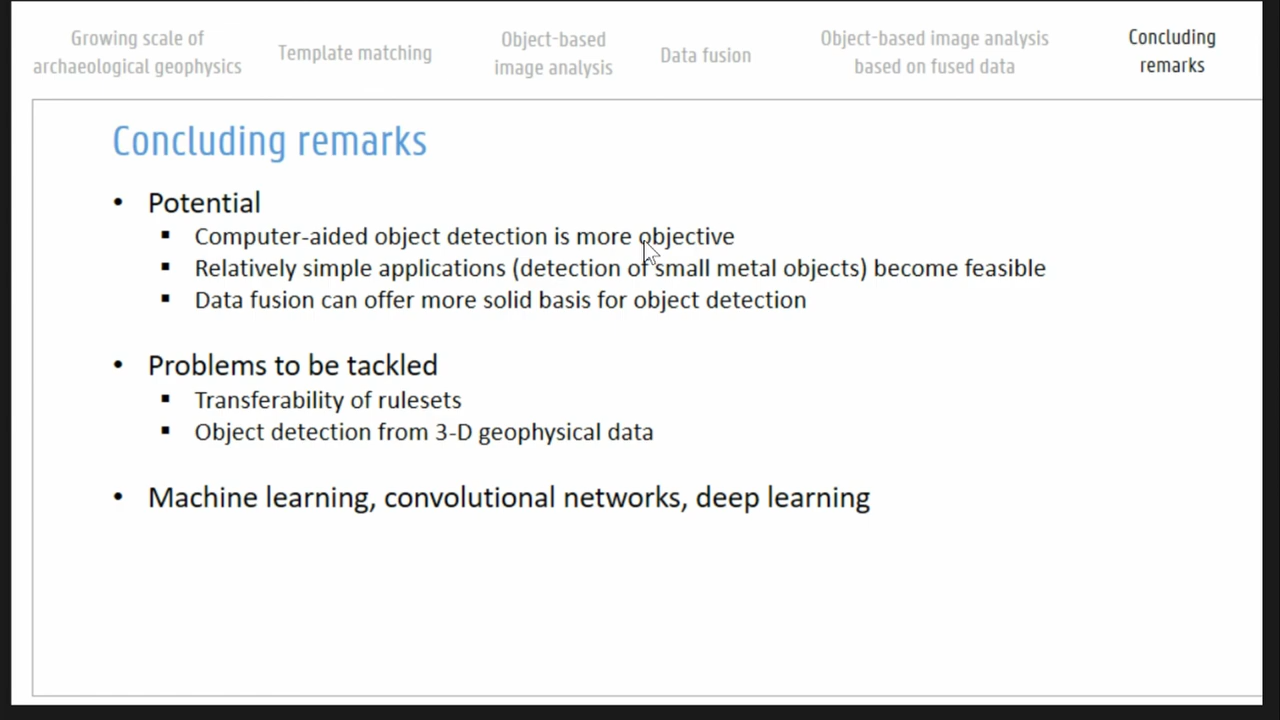 Growing scale of
archaeological geophysics
Template matching
Object-based
image analysis
Data fusion
Object-based image analysis
based on fused data
Concluding
remarks
Concluding remarks
• Potential
▪ Computer-aided object detection is more objective
▪ Relatively simple applications (detection of small metal objects) become feasible
▪ Data fusion can offer more solid basis for object detection
• Problems to be tackled
▪ Transferability of rulesets
▪ Object detection from 3-D geophysical data
• Machine learning, convolutional networks, deep learning